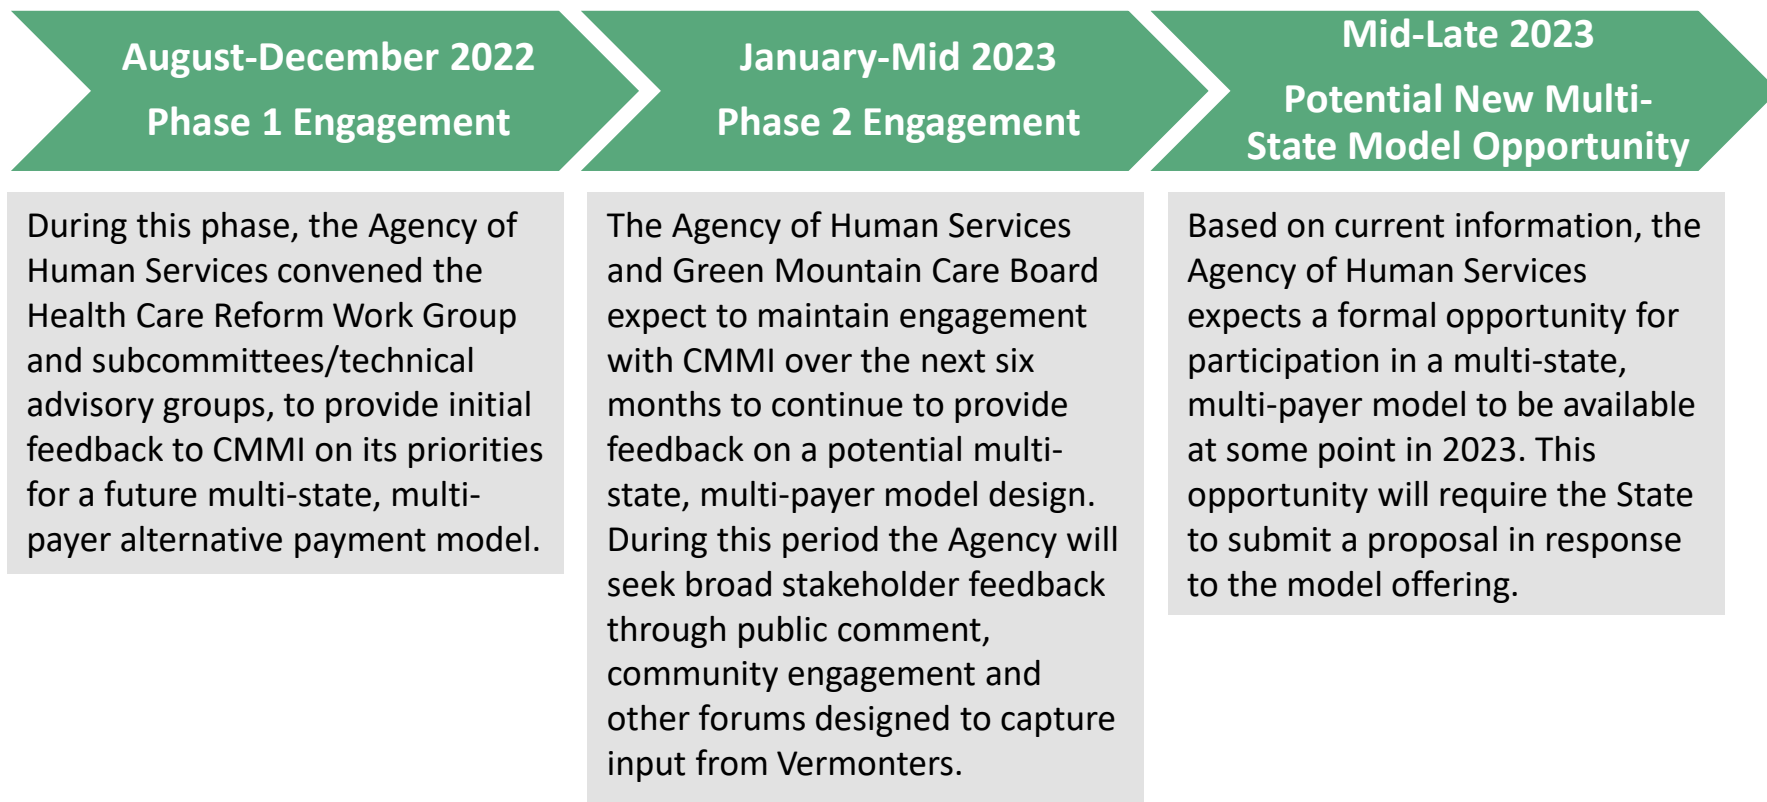 August-December 2022
Phase 1 Engagement
During this phase, the Agency of
Human Services convened the
Health Care Reform Work Group
and subcommittees/technical
advisory groups, to provide initial
feedback to CMMI on its priorities
for a future multi-state, multi-
payer alternative payment model.
January-Mid 2023
Phase 2 Engagement
The Agency of Human Services
and Green Mountain Care Board
expect to maintain engagement
with CMMI over the next six
months to continue to provide
feedback on a potential multi-
state, multi-payer model design.
During this period the Agency will
seek broad stakeholder feedback
through public comment,
community engagement and
other forums designed to capture
input from Vermonters.
Mid-Late 2023
Potential New Multi-
State Model Opportunity
Based on current information, the
Agency of Human Services
expects a formal opportunity for
participation in a multi-state,
multi-payer model to be available
at some point in 2023. This
opportunity will require the State
to submit a proposal in response
to the model offering.